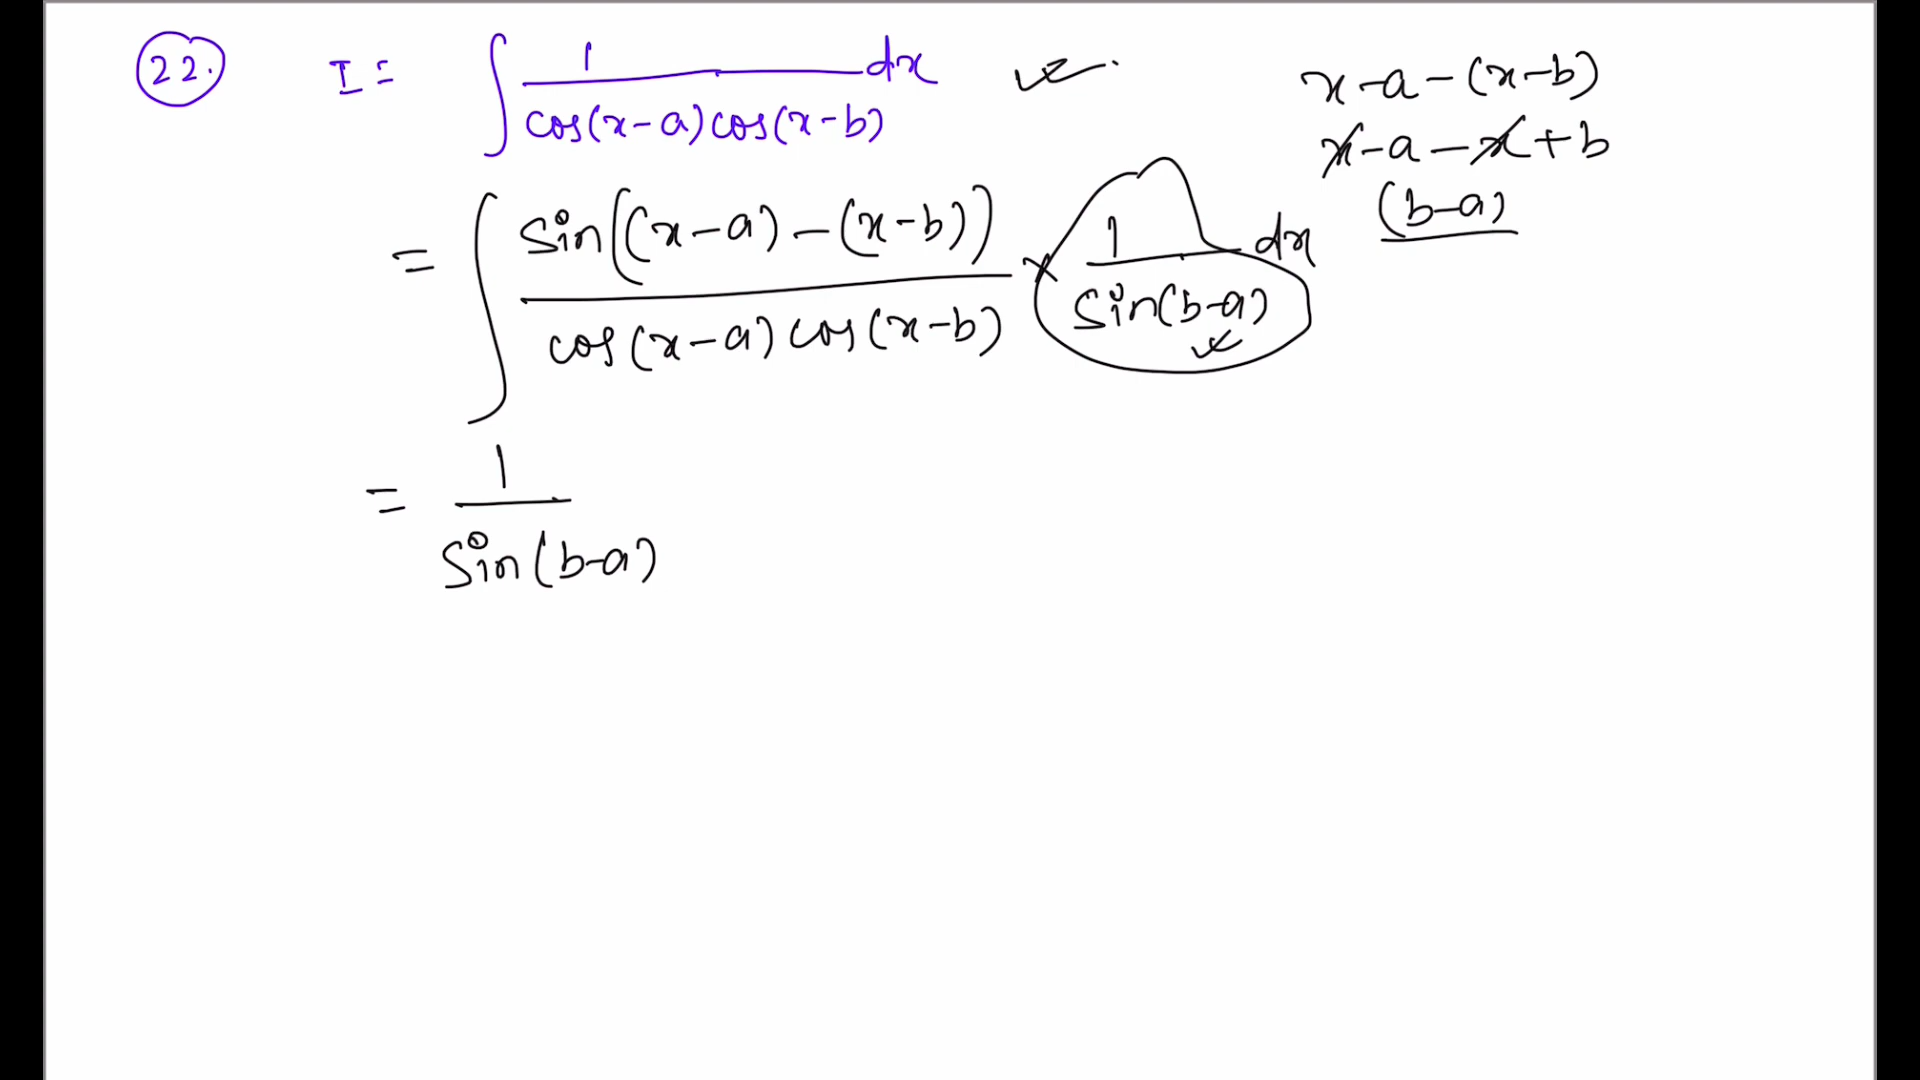 22. I = ∫ 1/(cos(x-a)cos(x-b)) dx
x-a-(x-b)
x-a-x+b
(b-a)
= ∫ sin((x-a)-(x-b))/(cos(x-a)cos(x-b)) × 1/sin(b-a) dx
= 1/sin(b-a)